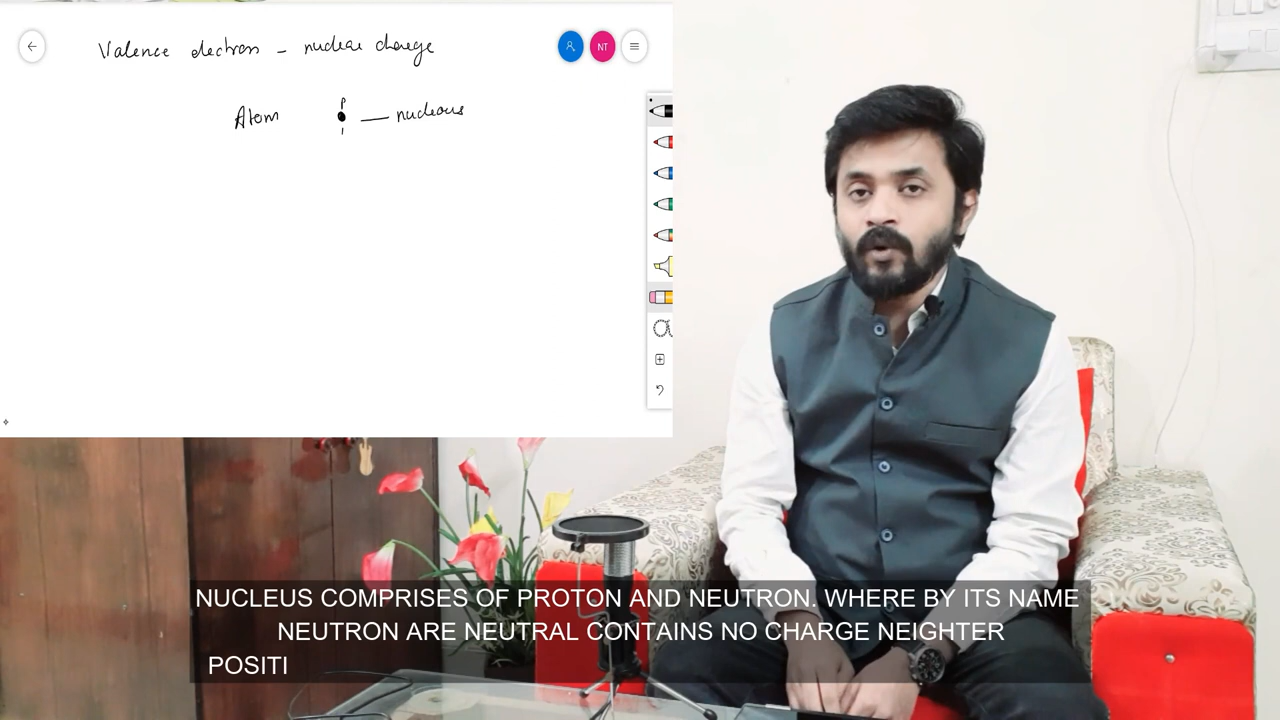 Valence electron - nuclear charge
NT
Atom
P
nucleous
NUCLEUS COMPRISES OF PROTON AND NEUTRON. WHERE BY ITS NAME
NEUTRON ARE NEUTRAL CONTAINS NO CHARGE NEIGHTER
POSITI